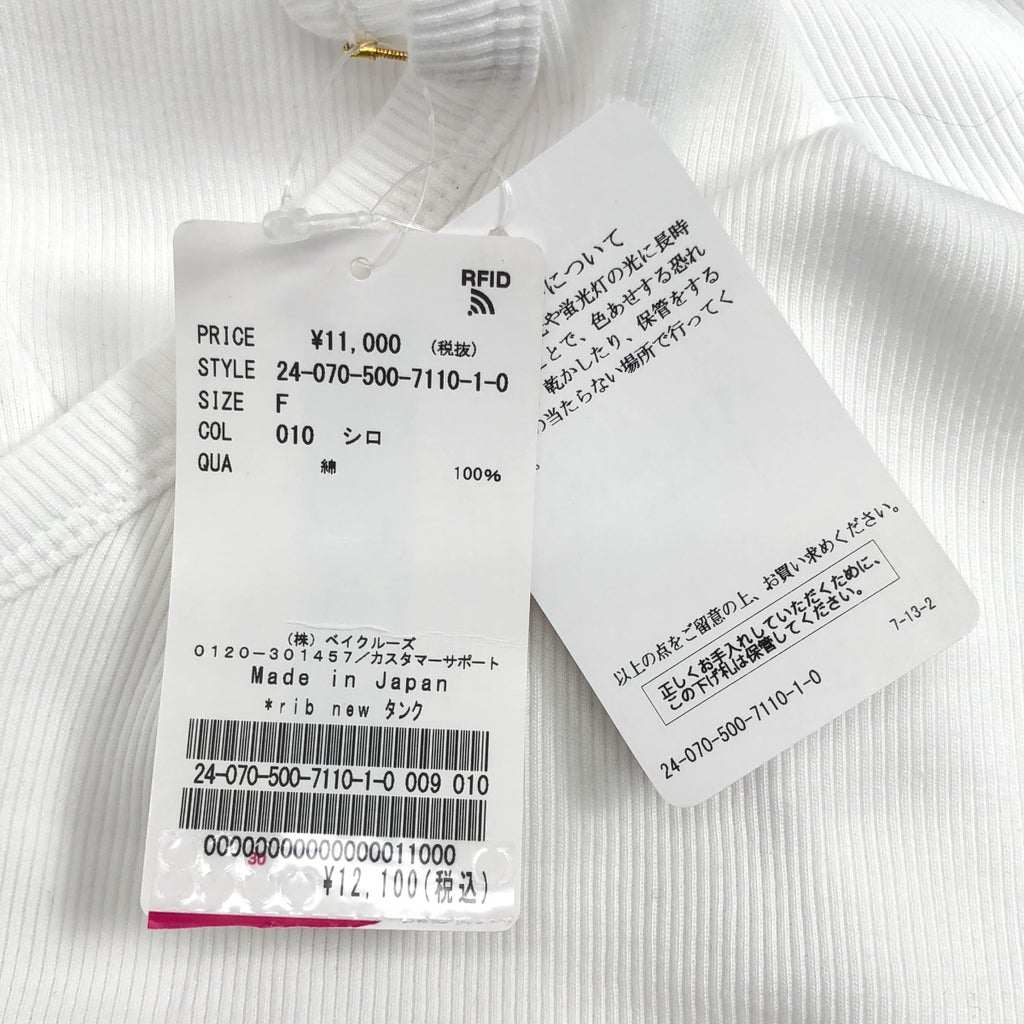 RFID
PRICE ¥11,000 (税抜)
STYLE 24-070-500-7110-1-0
SIZE F
COL 010 シロ
QUA 綿 100%
(株) ベイクルーズ
0120-301457/カスタマーサポート
Made in Japan
*rib new タンク
24-070-500-7110-1-0 009 010
30
¥12,100(税込)
について
や蛍光灯の光に長時
とで、色あせする恐れ
乾かしたり、保管をする
の当たらない場所で行ってく
。
以上の点をご留意の上、お買い求めください。
正しくお手入れしていただくために、
この下げ札は保管してください。
7-13-2
24-070-500-7110-1-0